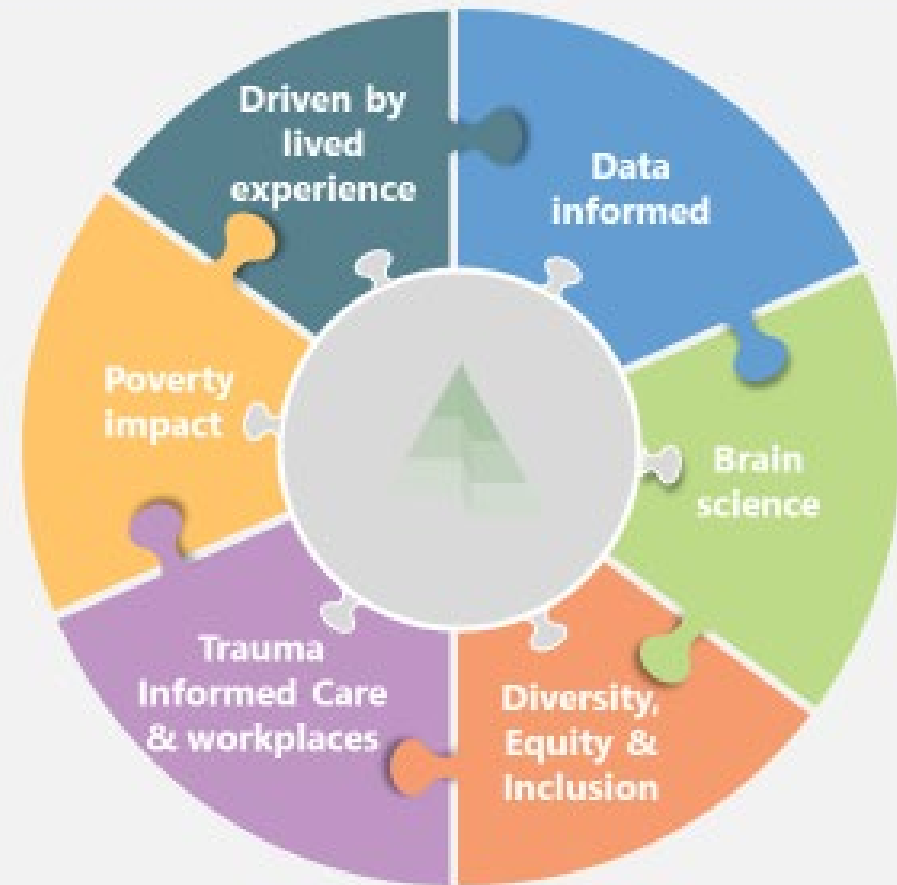 Driven by
lived
experience
Data
informed
Brain
science
Diversity,
Equity &
Inclusion
Trauma
Informed Care
& workplaces
Poverty
impact